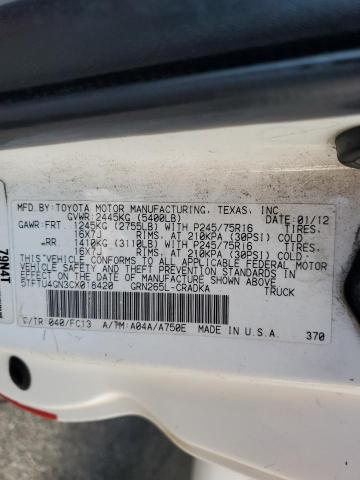 MFD.BY:TOYOTA MOTOR MANUFACTURING, TEXAS, INC
GVWR:2445KG (5400LB) DATE: 01/12
GAWR:FRT. 1245KG (2755LB) WITH P245/75R16
16X7J RIMS. AT 210KPA (30PSI) COLD
RR. 1410KG (3110LB) WITH P245/75R16
16X7J RIMS. AT 210KPA (30PSI) COLD
THIS VEHICLE CONFORMS TO ALL APPLICABLE FEDERAL MOTOR
VEHICLE SAFETY AND THEFT PREVENTION STANDARDS IN
EFFECT ON THE DATE OF MANUFACTURE SHOWN ABOVE.
5TFTU4GN3CX018420 TRUCK
GRN265L-CRADKA
C/TR:040/FC13 A/TM:A04A/A750E MADE IN U.S.A. 370
79N4T